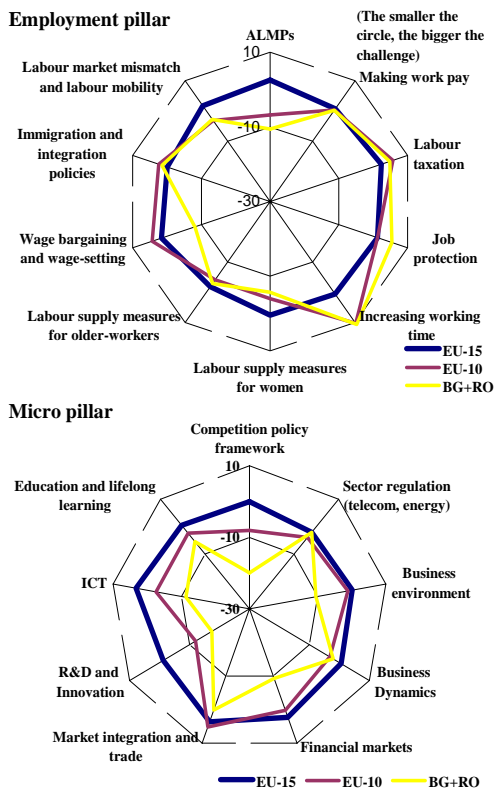 Employment pillar
(The smaller the
circle, the bigger the
challenge)
ALMPs
10
Making work pay
Labour market mismatch
and labour mobility
-10
Immigration and
integration
policies
Labour
taxation
-30
Wage bargaining
and wage-setting
Job
protection
Labour supply measures
for older-workers
Increasing working
time
Labour supply measures
for women
EU-15
EU-10
BG+RO
Micro pillar
Competition policy
framework
10
Education and lifelong
learning
Sector regulation
(telecom, energy)
-10
ICT
Business
environment
-30
R&D and
Innovation
Business
Dynamics
Market integration and
trade
Financial markets
EU-15
EU-10
BG+RO